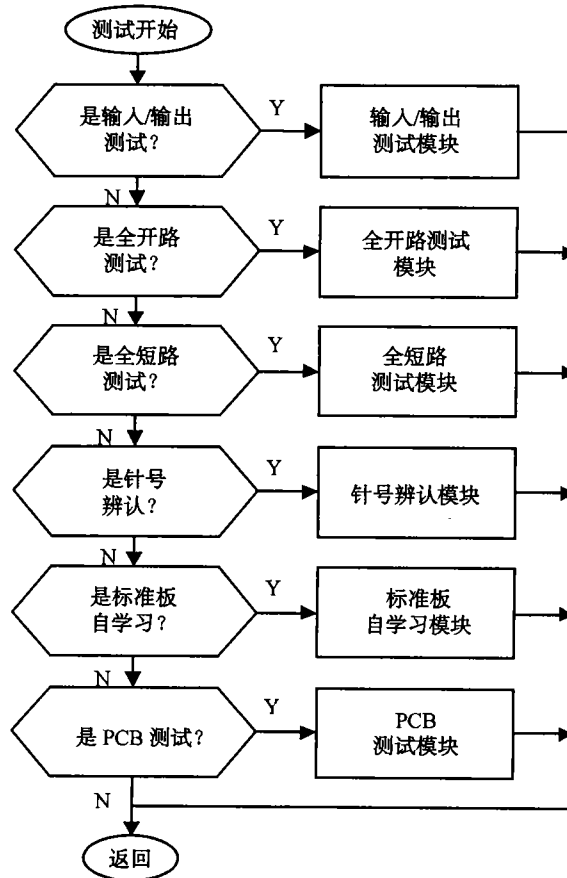 测试开始
是输入/输出
测试？
Y
输入/输出
测试模块
N
是全开路
测试？
Y
全开路测试
模块
N
是全短路
测试？
Y
全短路
测试模块
N
是针号
辨认？
Y
针号辨认模块
N
是标准板
自学习？
Y
标准板
自学习模块
N
是 PCB 测试？
Y
PCB
测试模块
N
返回